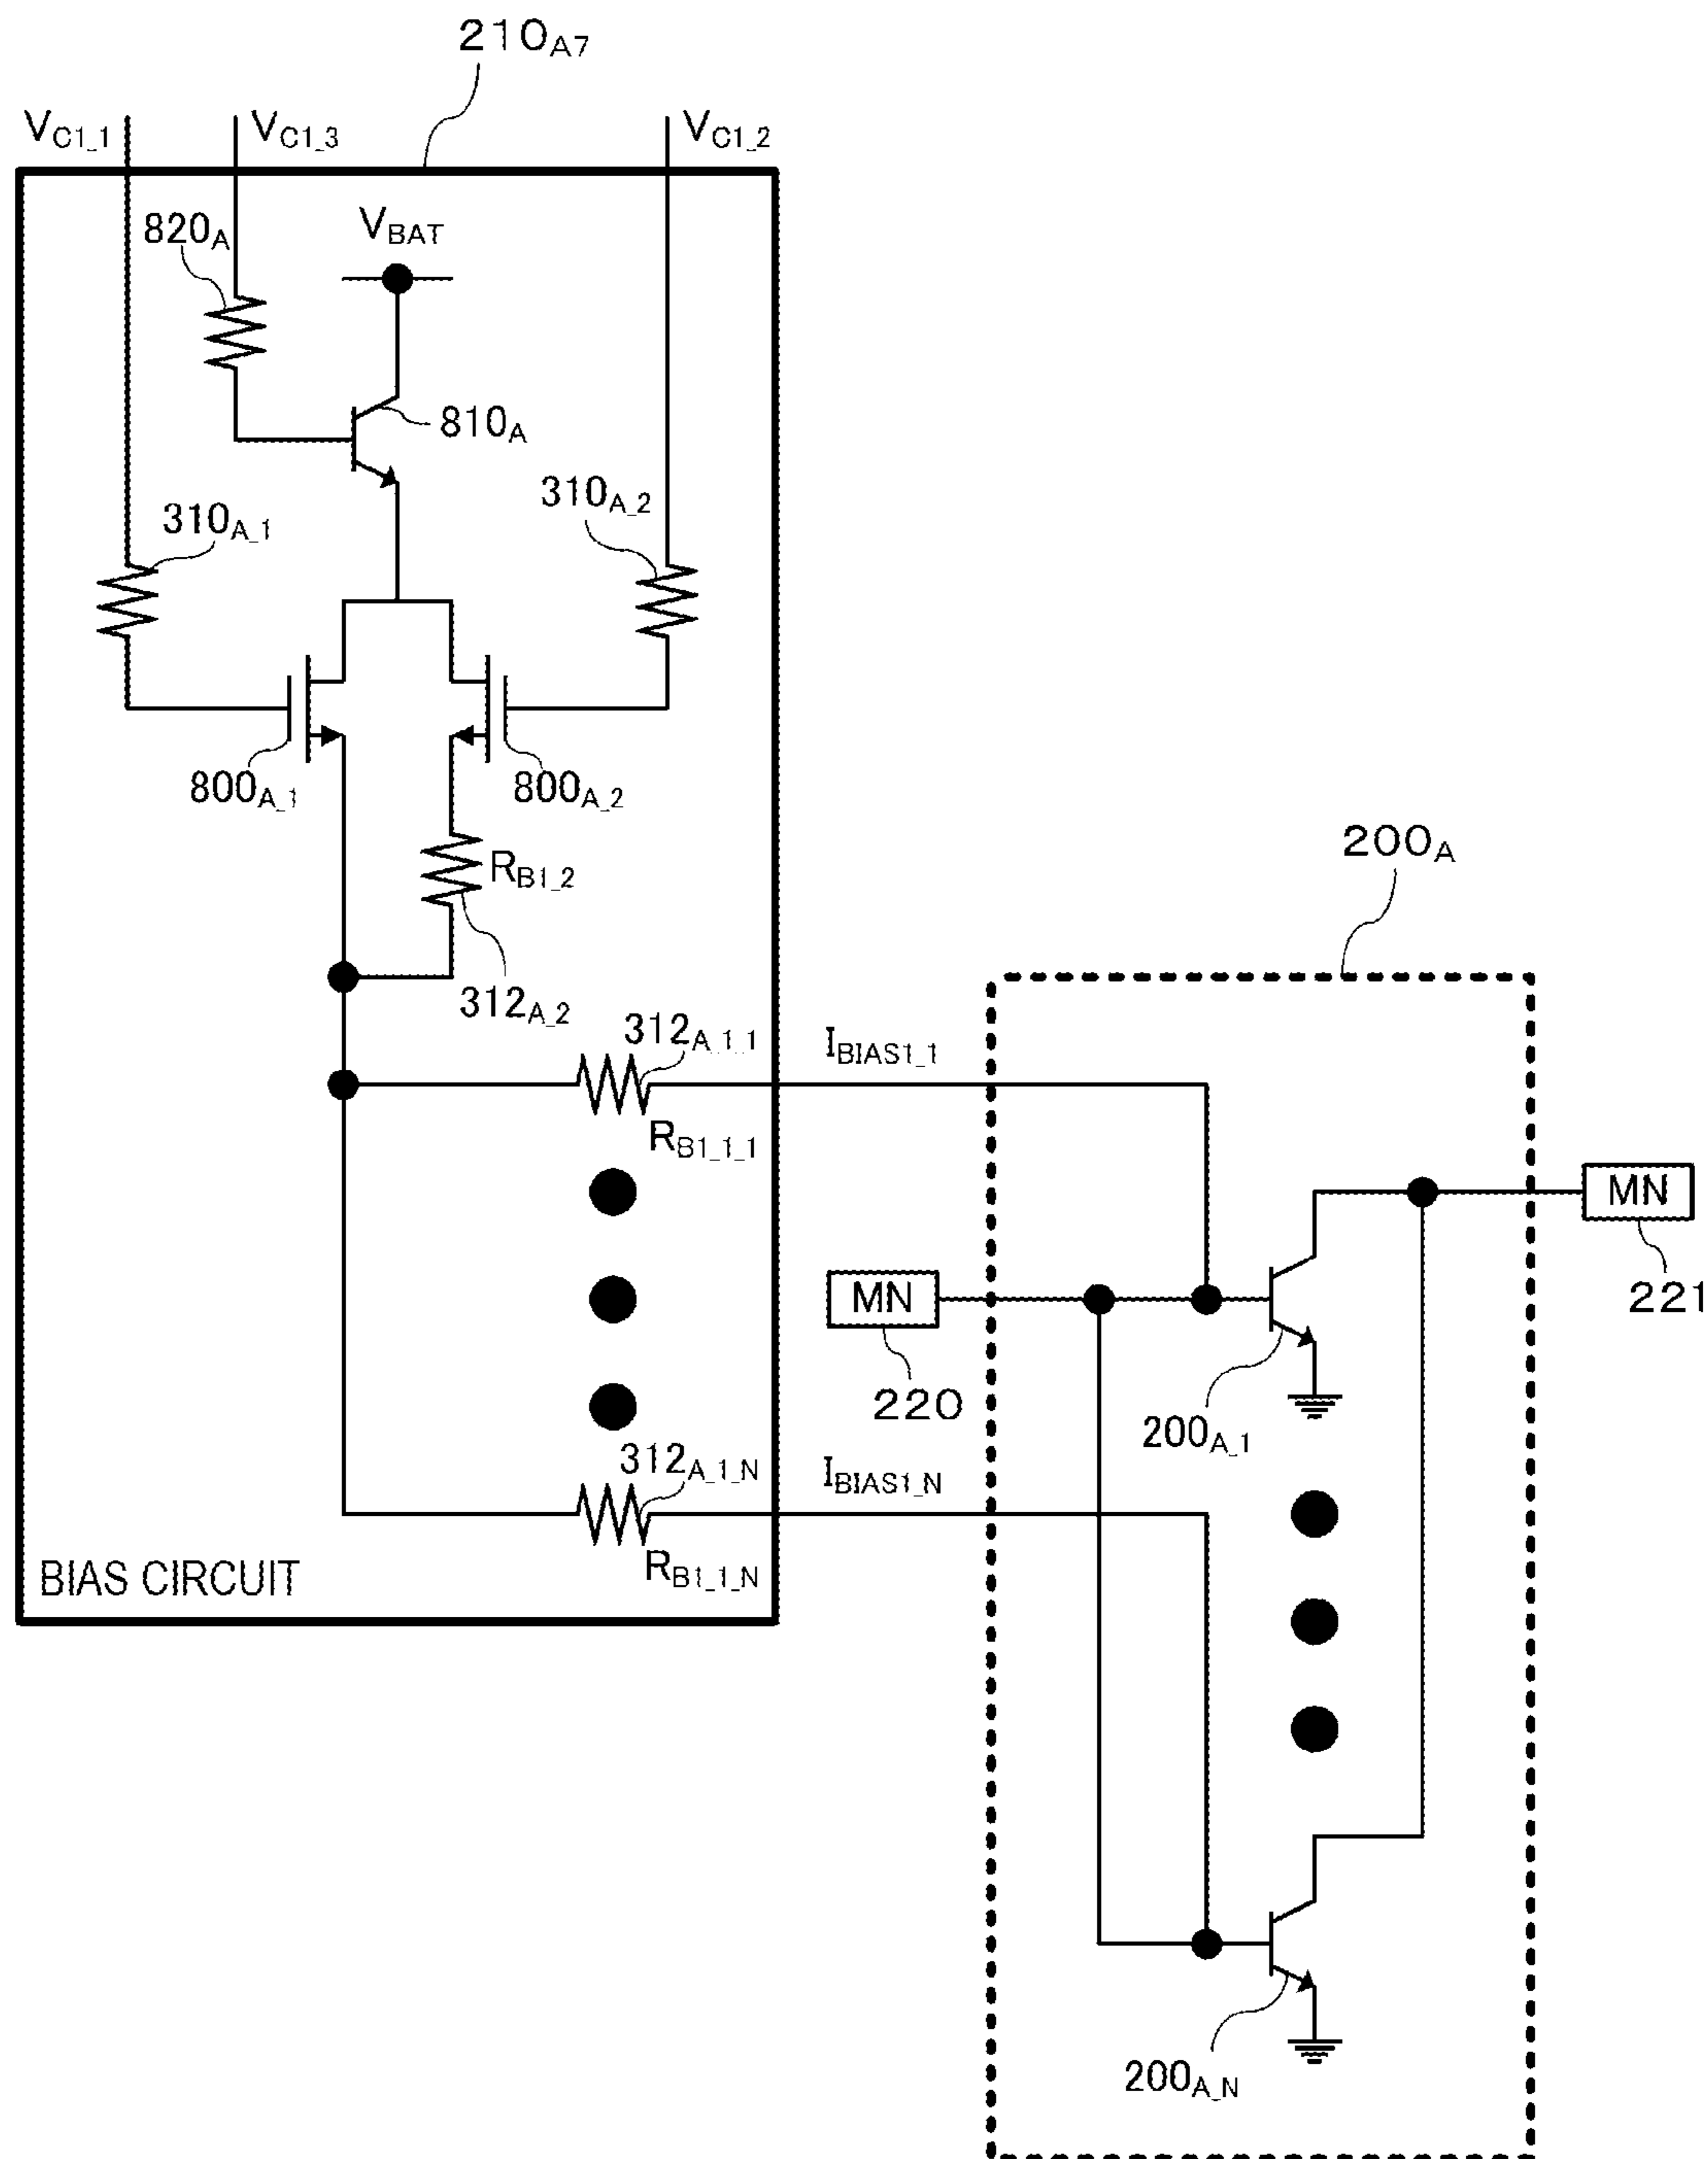 210A7
VC1_1
VC1_3
VC1_2
820A
VBAT
810A
310A_2
310A_1
800A_1
800A_2
RB1_2
200A
312A_2
312A_1_1
IBIAS1_1
RB1_1_1
MN
221
MN
220
200A_1
312A_1_N
IBIAS1_N
RB1_1_N
BIAS CIRCUIT
200A_N